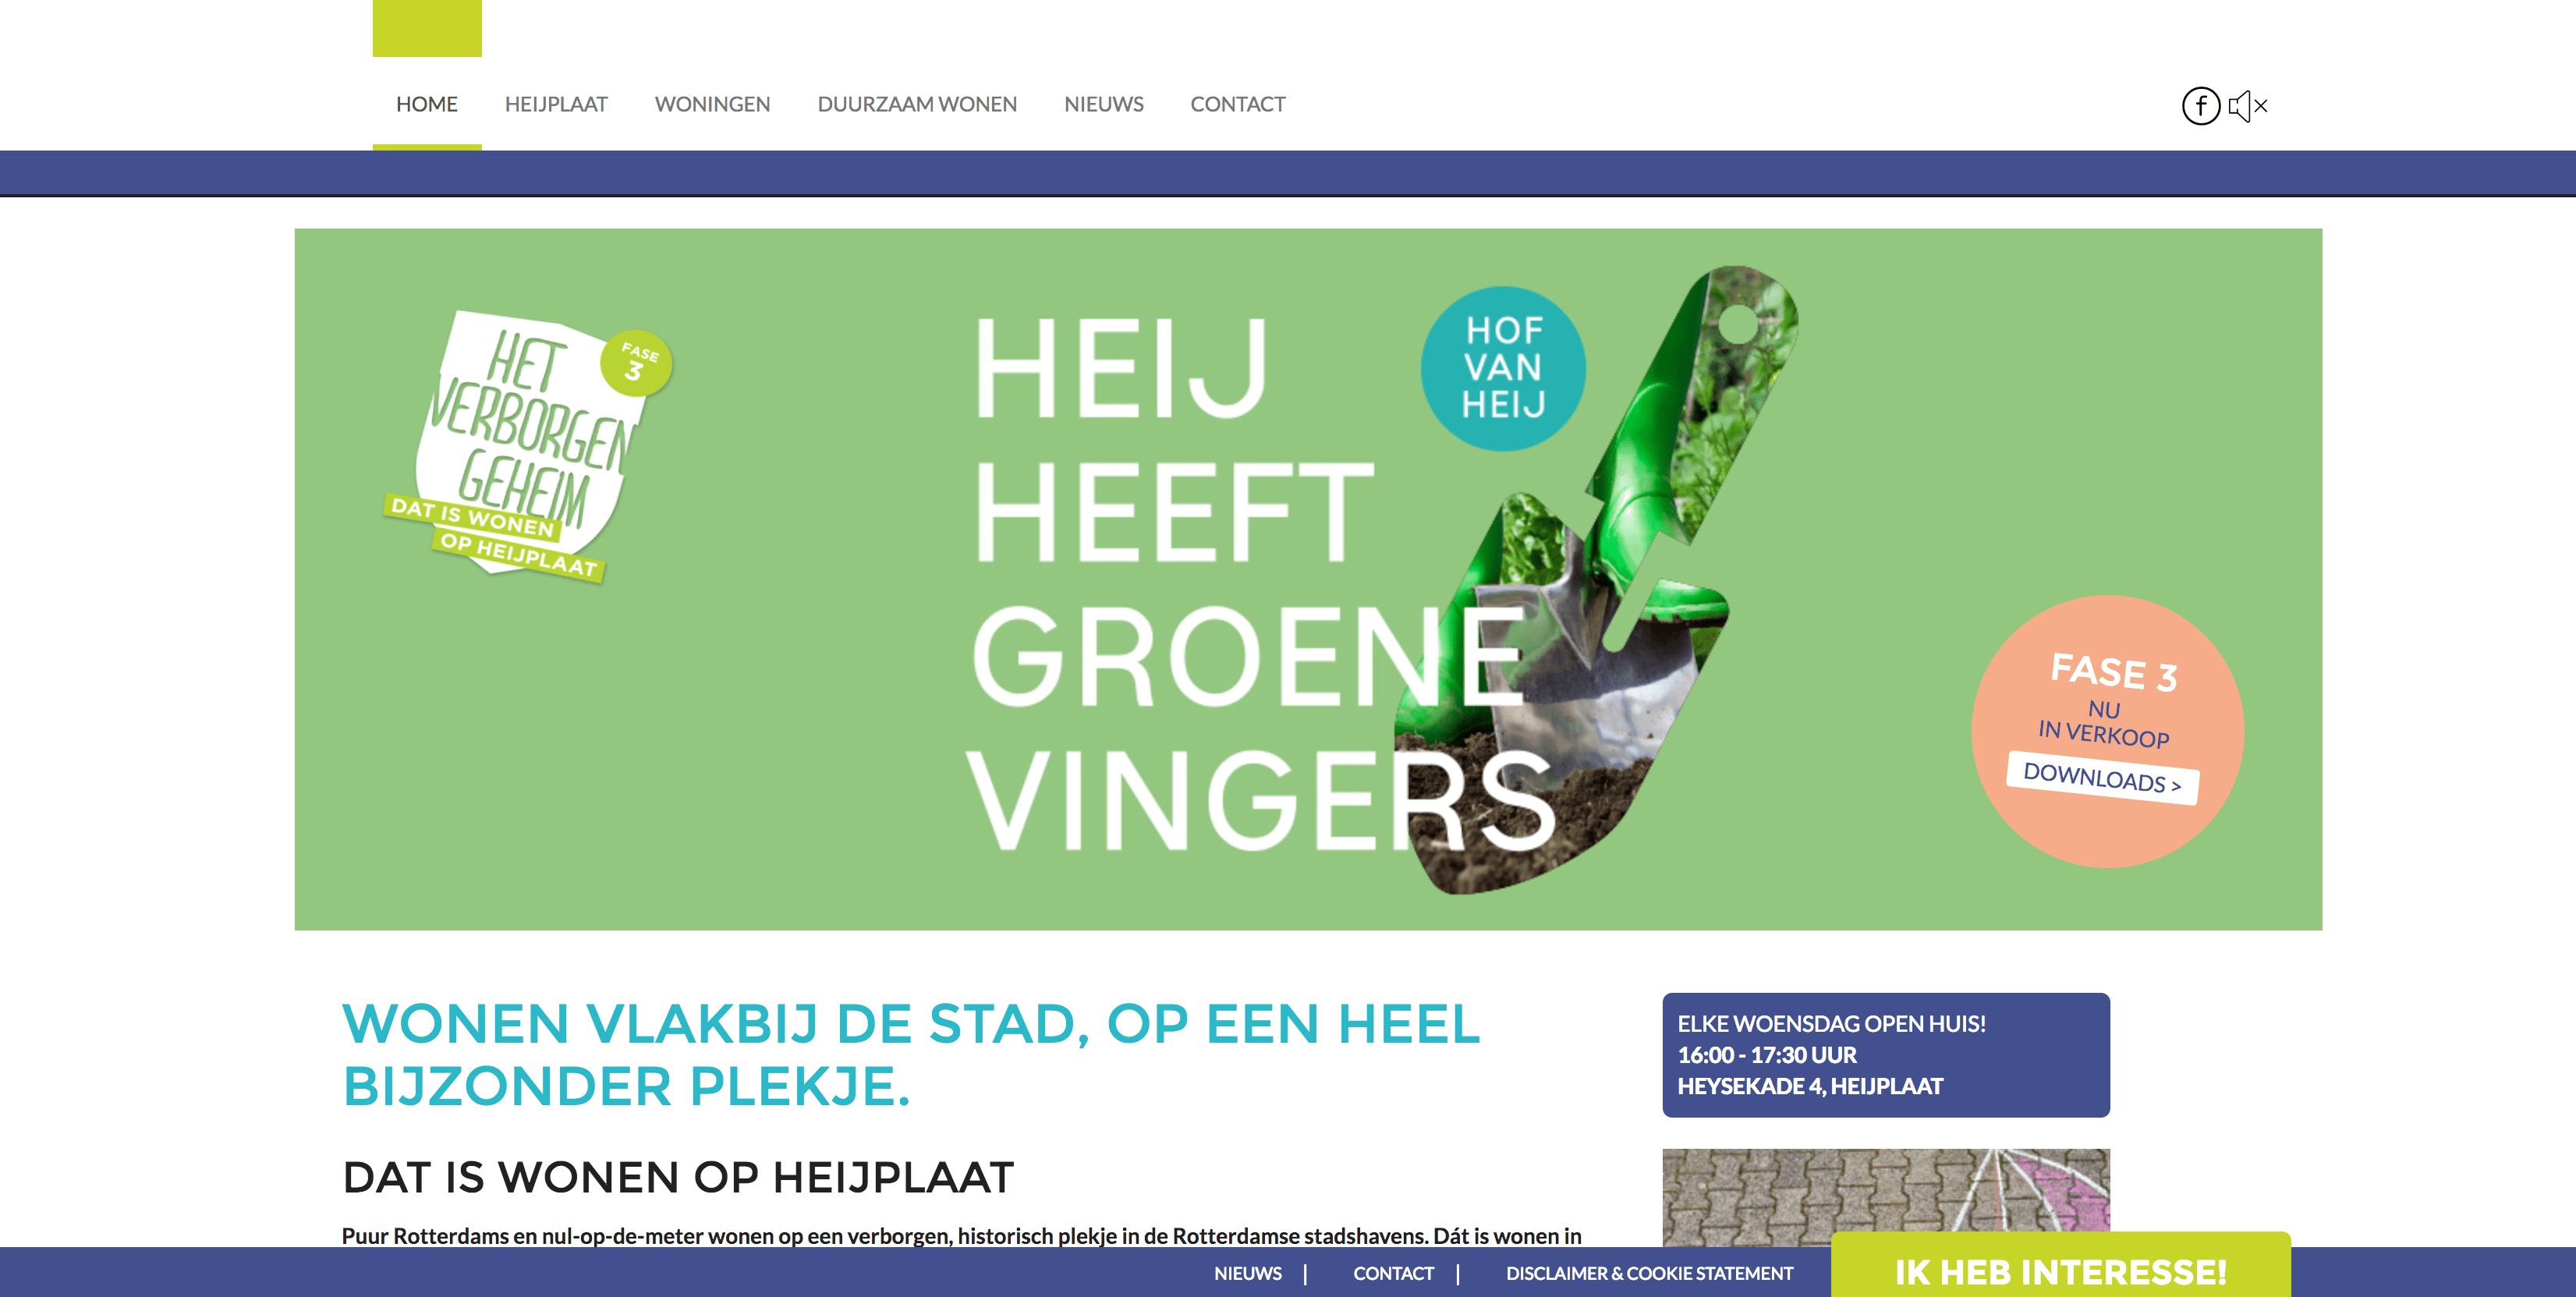 HOME HEIJPLAAT WONINGEN DUURZAAM WONEN NIEUWS CONTACT
HET
VERBORGEN
GEHEIM
FASE
3
DAT IS WONEN
OP HEIJPLAAT
HEIJ
HEEFT
GROENE
VINGERS
HOF
VAN
HEIJ
FASE 3
NU
IN VERKOOP
DOWNLOADS >
WONEN VLAKBIJ DE STAD, OP EEN HEEL
BIJZONDER PLEKJE.
DAT IS WONEN OP HEIJPLAAT
Puur Rotterdams en nul-op-de-meter wonen op een verborgen, historisch plekje in de Rotterdamse stadshavens. Dát is wonen in
ELKE WOENSDAG OPEN HUIS!
16:00 - 17:30 UUR
HEYSEKADE 4, HEIJPLAAT
NIEUWS | CONTACT | DISCLAIMER & COOKIE STATEMENT
IK HEB INTERESSE!